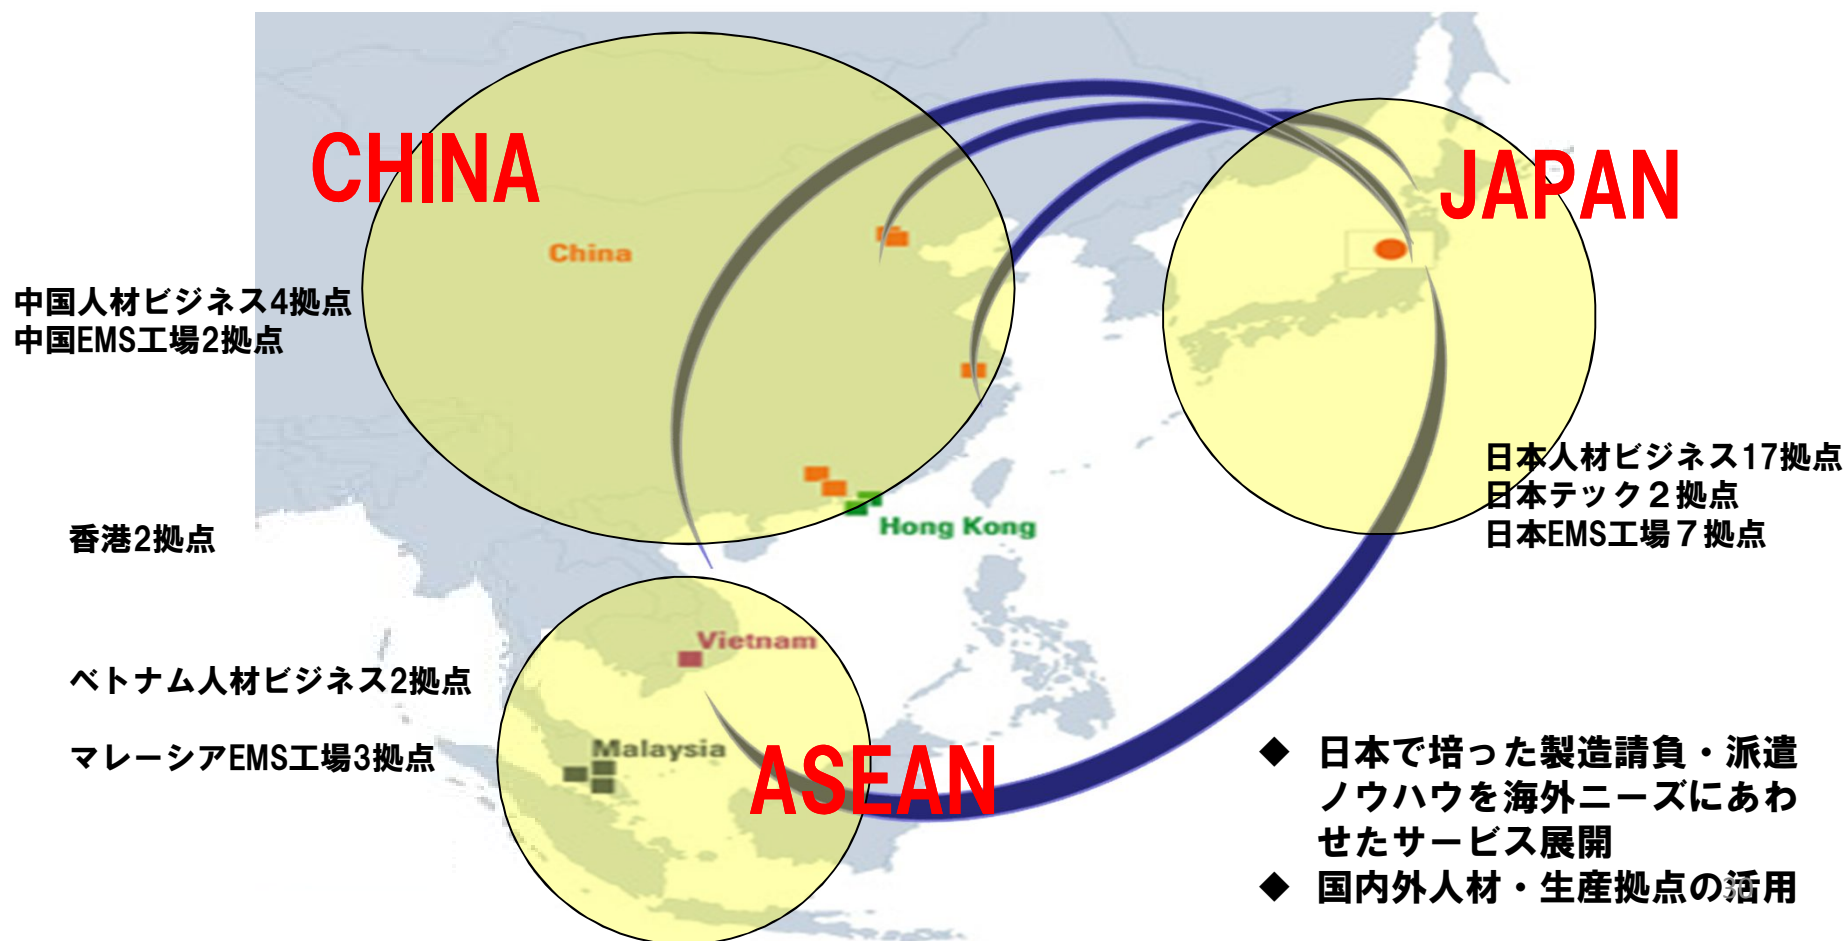 CHINA
JAPAN
China
中国人材ビジネス4拠点
中国EMS工場2拠点
日本人材ビジネス17拠点
日本テック２拠点
日本EMS工場７拠点
Hong Kong
香港2拠点
Vietnam
ベトナム人材ビジネス2拠点
Malaysia
マレーシアEMS工場3拠点
ASEAN
◆ 日本で培った製造請負・派遣
ノウハウを海外ニーズにあわ
せたサービス展開
◆ 国内外人材・生産拠点の活用
30